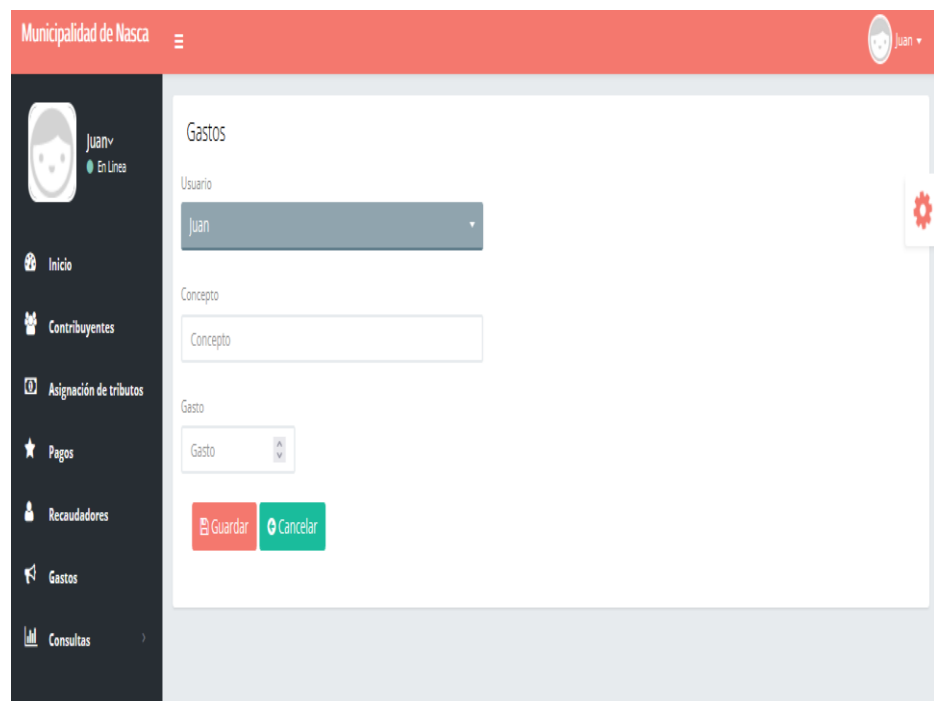 Municipalidad de Nasca
Juan
Juan
En Linea
Inicio
Contribuyentes
Asignación de tributos
Pagos
Recaudadores
Gastos
Consultas
Gastos
Usuario
Juan
Concepto
Concepto
Gasto
Gasto
Guardar
Cancelar